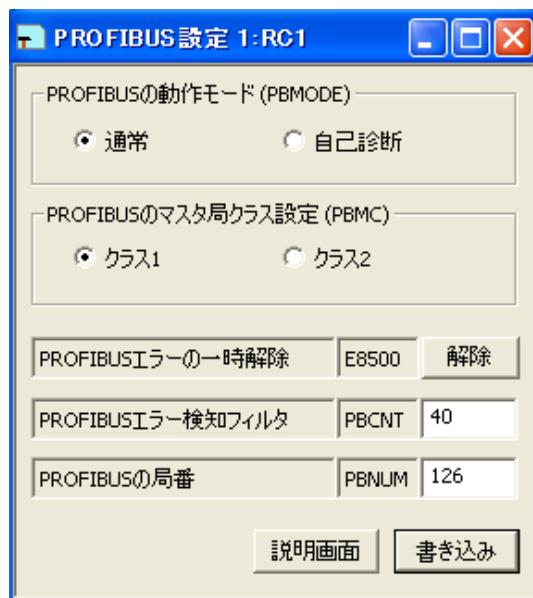 PROFIBUS設定 1:RC1
PROFIBUSの動作モード(PBMODE)
通常 自己診断
PROFIBUSのマスタ局クラス設定(PBMC)
クラス1 クラス2
PROFIBUSエラーの一時解除 E8500 解除
PROFIBUSエラー検知フィルタ PBCNT 40
PROFIBUSの局番 PBNUM 126
説明画面 書き込み